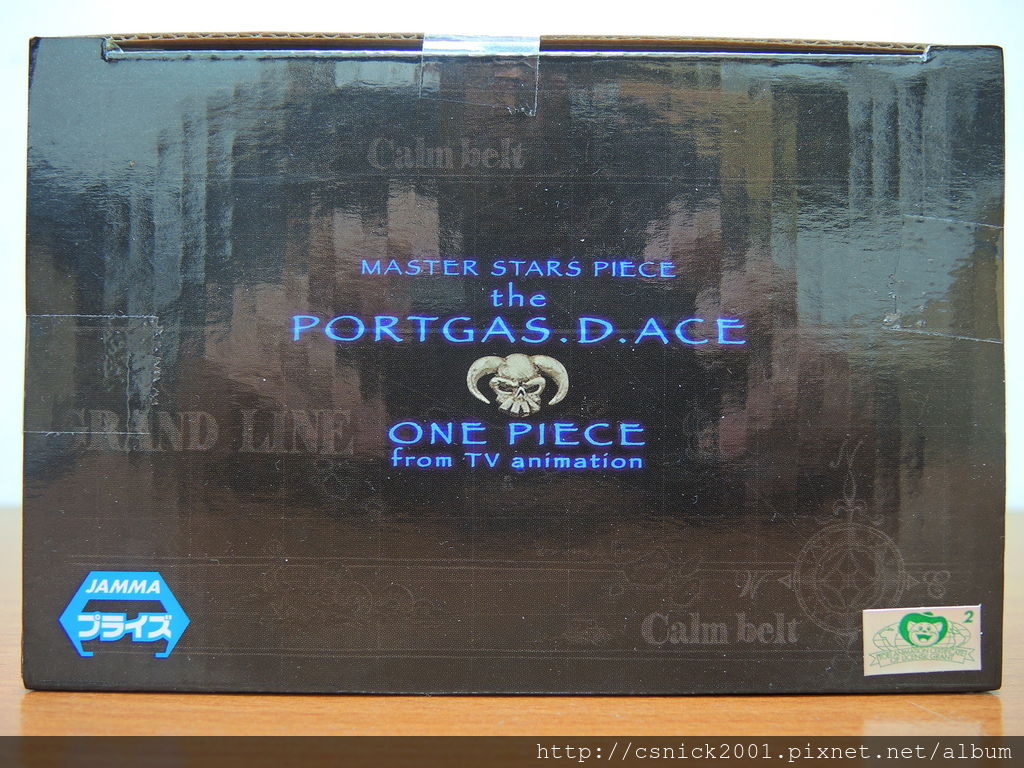 Calm belt
MASTER STARS PIECE
the
PORTGAS.D.ACE
GRAND LINE
ONE PIECE
from TV animation
N
W
E
JAMMA
プライズ
Calm belt
2
http://csnick2001.pixnet.net/album